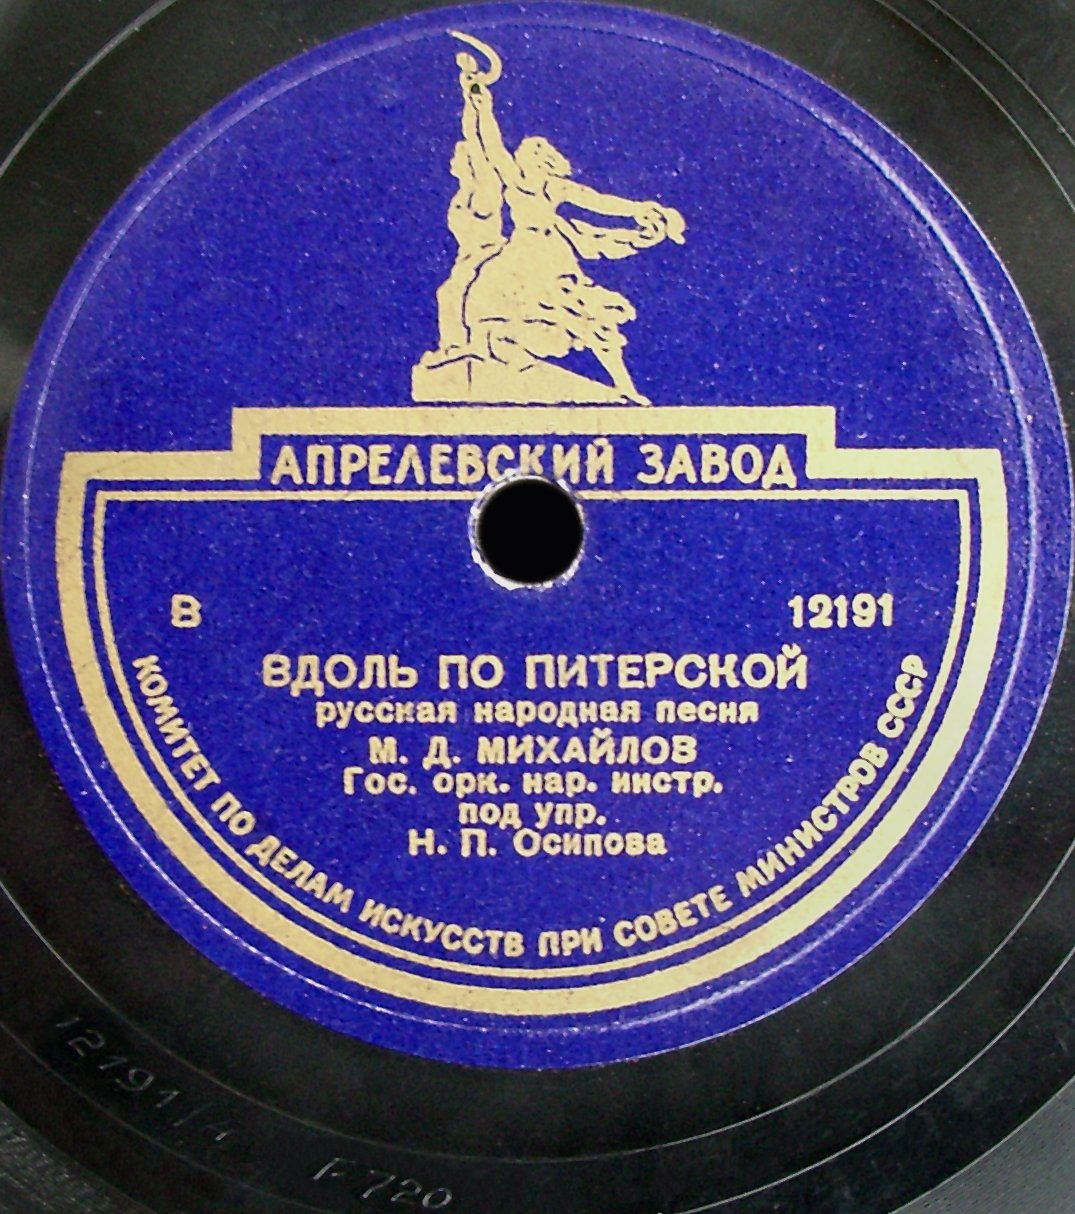 АПРЕЛЕВСКИЙ ЗАВОД
В 12191
ВДОЛЬ ПО ПИТЕРСКОЙ
русская народная песня
М. Д. МИХАЙЛОВ
Гос. орк. нар. инстр.
под упр.
Н. П. Осипова
КОМИТЕТ ПО ДЕЛАМ ИСКУССТВ ПРИ СОВЕТЕ МИНИСТРОВ СССР
12191/4 Г720